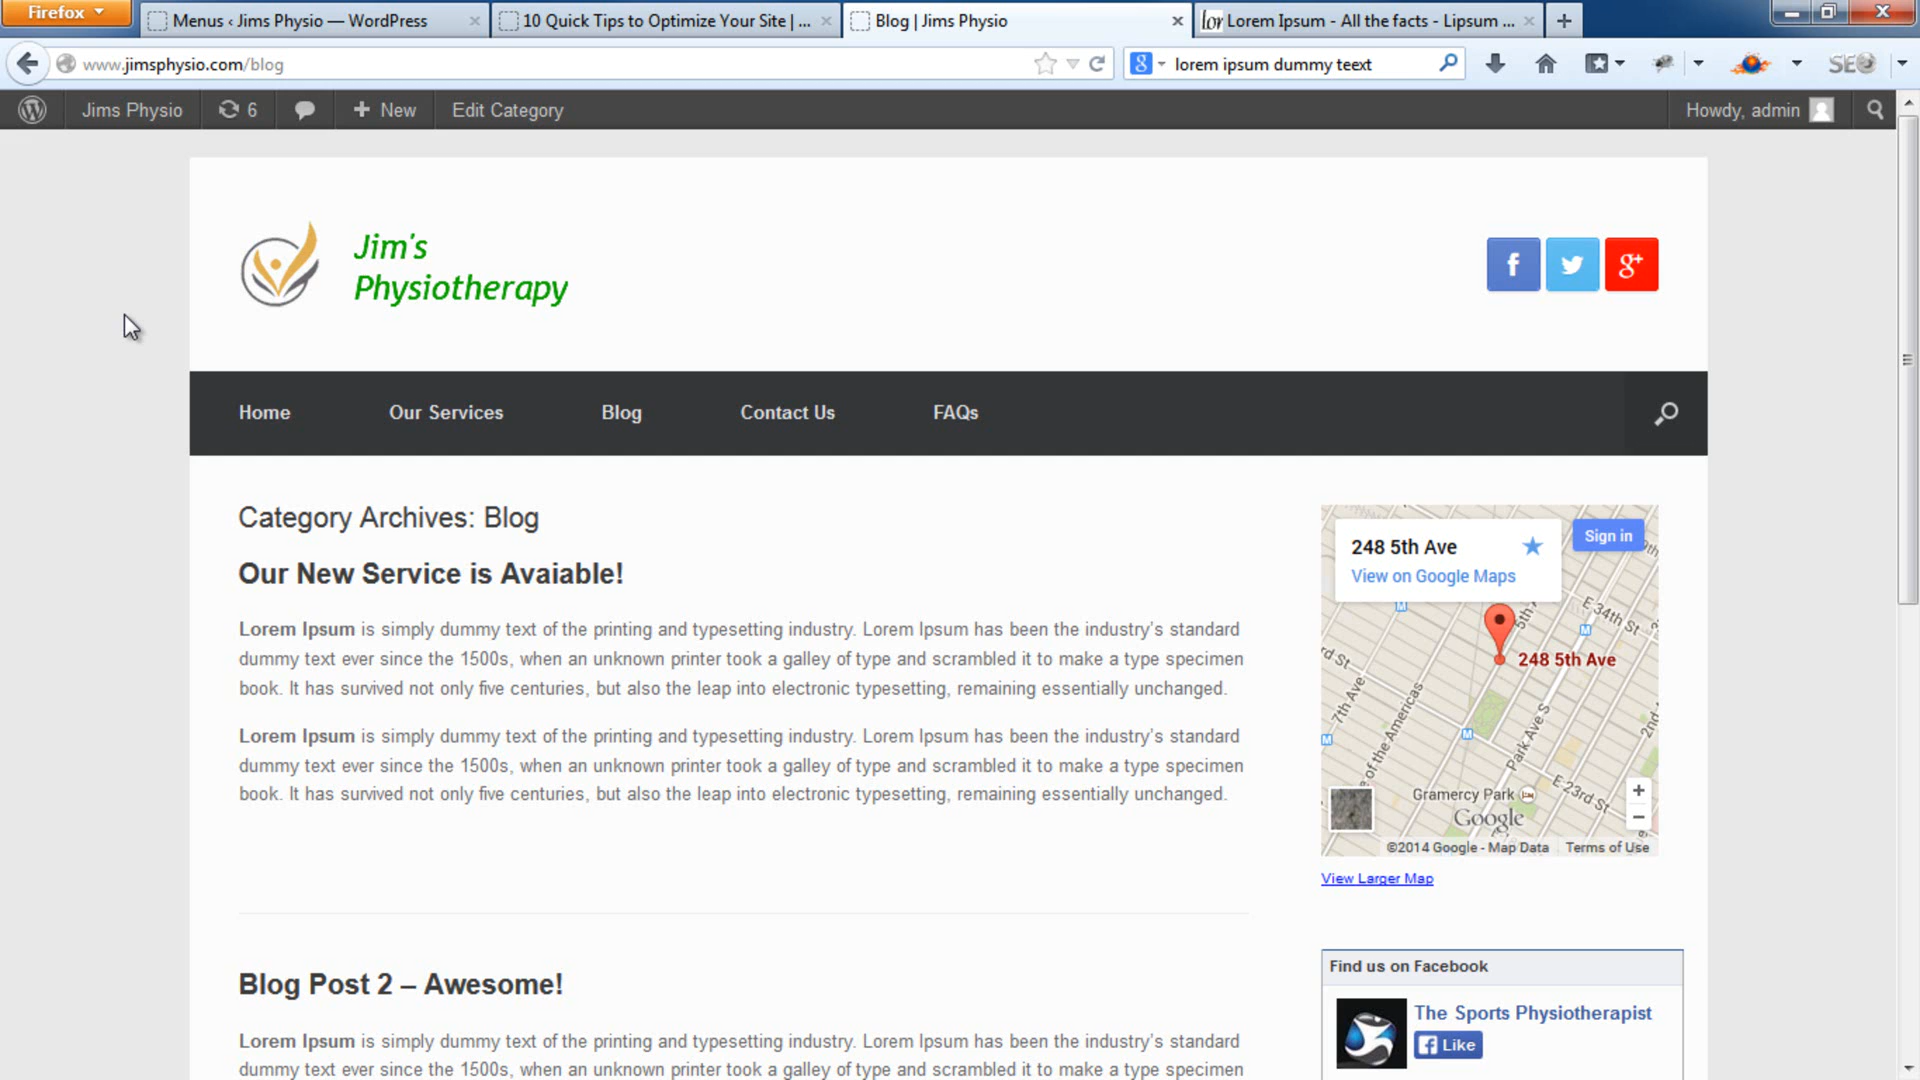 Firefox
Menus ‹ Jims Physio — WordPress
10 Quick Tips to Optimize Your Site | ...
Blog | Jims Physio
lor Lorem Ipsum - All the facts - Lipsum ...
www.jimsphysio.com/blog
8 lorem ipsum dummy teext
SEO
Jims Physio
6
+ New
Edit Category
Howdy, admin
Jim's
Physiotherapy
f
g+
Home
Our Services
Blog
Contact Us
FAQs
Category Archives: Blog
Our New Service is Avaiable!
Lorem Ipsum is simply dummy text of the printing and typesetting industry. Lorem Ipsum has been the industry's standard
dummy text ever since the 1500s, when an unknown printer took a galley of type and scrambled it to make a type specimen
book. It has survived not only five centuries, but also the leap into electronic typesetting, remaining essentially unchanged.
Lorem Ipsum is simply dummy text of the printing and typesetting industry. Lorem Ipsum has been the industry's standard
dummy text ever since the 1500s, when an unknown printer took a galley of type and scrambled it to make a type specimen
book. It has survived not only five centuries, but also the leap into electronic typesetting, remaining essentially unchanged.
Blog Post 2 – Awesome!
Lorem Ipsum is simply dummy text of the printing and typesetting industry. Lorem Ipsum has been the industry's standard
dummy text ever since the 1500s, when an unknown printer took a galley of type and scrambled it to make a type specimen
248 5th Ave
View on Google Maps
Sign in
E 34th St
5th
248 5th Ave
rd St
7th Ave
e of the Americas
Park Ave S
2nd
Gramercy Park
E 23rd St
Google
+
−
©2014 Google - Map Data
Terms of Use
View Larger Map
Find us on Facebook
The Sports Physiotherapist
f Like